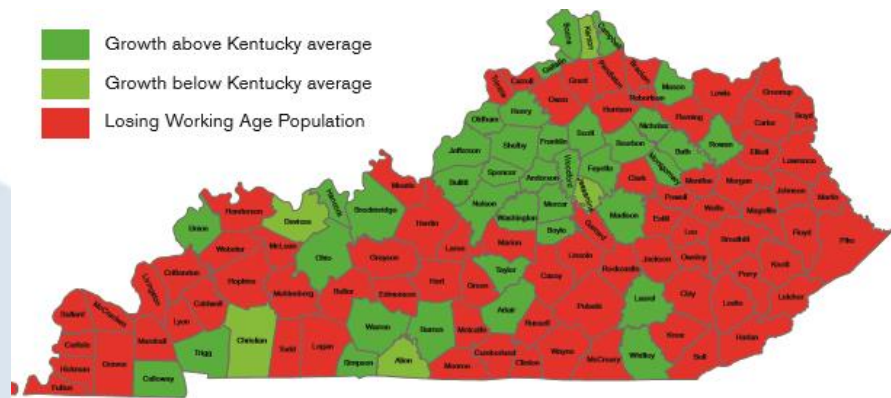 Growth above Kentucky average
Growth below Kentucky average
Losing Working Age Population
Boone
Kenton
Campbell
Gallatin
Carroll
Trimble
Grant
Pendleton
Bracken
Owen
Mason
Lewis
Greenup
Robertson
Harrison
Fleming
Carter
Boyd
Henry
Oldham
Nicholas
Scott
Shelby
Franklin
Bourbon
Bath
Rowan
Elliott
Lawrence
Jefferson
Spencer
Anderson
Woodford
Fayette
Montgomery
Clark
Menifee
Morgan
Johnson
Martin
Bullitt
Meade
Hancock
Breckinridge
Nelson
Washington
Mercer
Boyle
Garrard
Madison
Estill
Powell
Wolfe
Magoffin
Floyd
Pike
Union
Henderson
Daviess
Webster
McLean
Ohio
Hardin
Larue
Marion
Lincoln
Lee
Breathitt
Knott
Grayson
Taylor
Casey
Rockcastle
Jackson
Owsley
Perry
Letcher
Crittenden
Livingston
Hopkins
Muhlenberg
Butler
Edmonson
Hart
Green
Adair
Pulaski
Laurel
Clay
Leslie
Harlan
Ballard
McCracken
Caldwell
Lyon
Marshall
Carlisle
Graves
Hickman
Fulton
Calloway
Trigg
Christian
Todd
Logan
Warren
Simpson
Allen
Barren
Metcalfe
Monroe
Cumberland
Russell
Clinton
Wayne
McCreary
Whitley
Knox
Bell